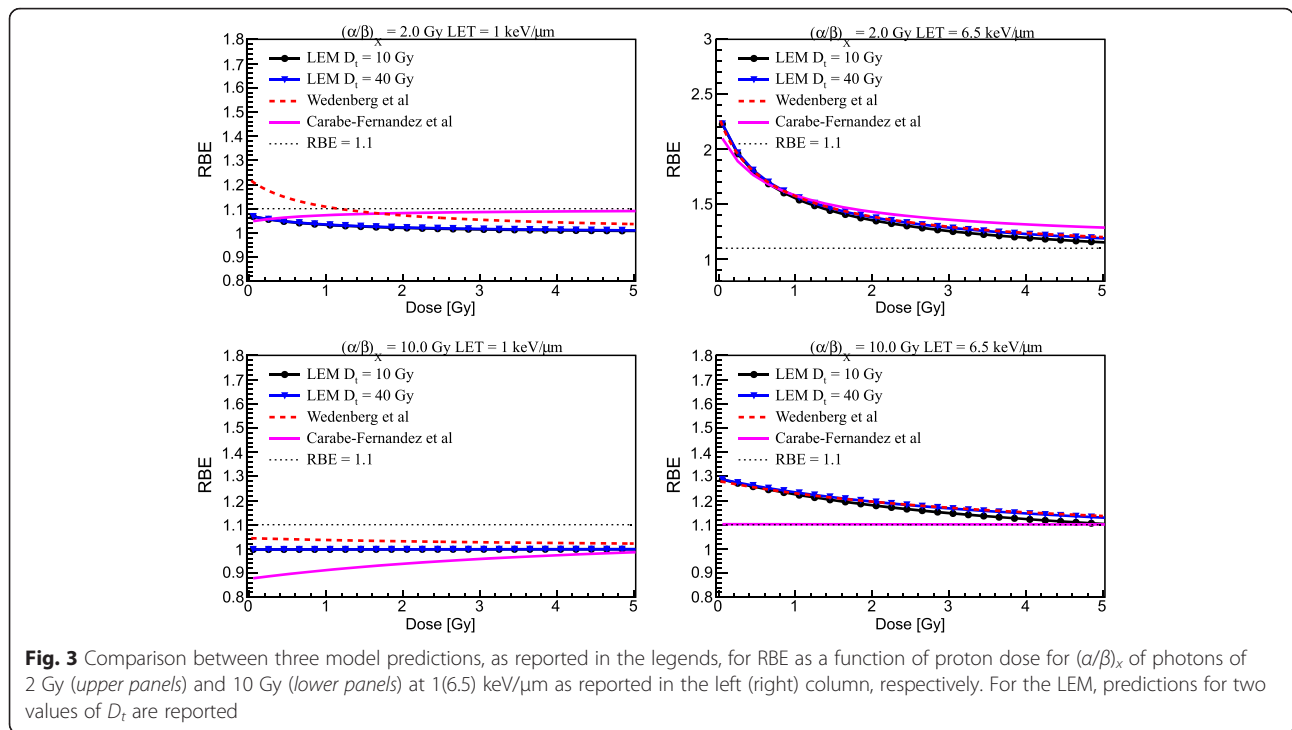 (α/β)x = 2.0 Gy LET = 1 keV/μm
1.8
1.7
1.6
1.5
1.4
1.3
1.2
1.1
1
0.9
0.8
RBE
LEM Dt = 10 Gy
LEM Dt = 40 Gy
Wedenberg et al
Carabe-Fernandez et al
RBE = 1.1
0 1 2 3 4 5
Dose [Gy]
(α/β)x = 2.0 Gy LET = 6.5 keV/μm
3
2.5
2
1.5
1
RBE
LEM Dt = 10 Gy
LEM Dt = 40 Gy
Wedenberg et al
Carabe-Fernandez et al
RBE = 1.1
0 1 2 3 4 5
Dose [Gy]
(α/β)x = 10.0 Gy LET = 1 keV/μm
1.8
1.7
1.6
1.5
1.4
1.3
1.2
1.1
1
0.9
0.8
RBE
LEM Dt = 10 Gy
LEM Dt = 40 Gy
Wedenberg et al
Carabe-Fernandez et al
RBE = 1.1
0 1 2 3 4 5
Dose [Gy]
(α/β)x = 10.0 Gy LET = 6.5 keV/μm
1.8
1.7
1.6
1.5
1.4
1.3
1.2
1.1
1
0.9
0.8
RBE
LEM Dt = 10 Gy
LEM Dt = 40 Gy
Wedenberg et al
Carabe-Fernandez et al
RBE = 1.1
0 1 2 3 4 5
Dose [Gy]
Fig. 3 Comparison between three model predictions, as reported in the legends, for RBE as a function of proton dose for (α/β)x of photons of
2 Gy (upper panels) and 10 Gy (lower panels) at 1(6.5) keV/μm as reported in the left (right) column, respectively. For the LEM, predictions for two
values of Dt are reported